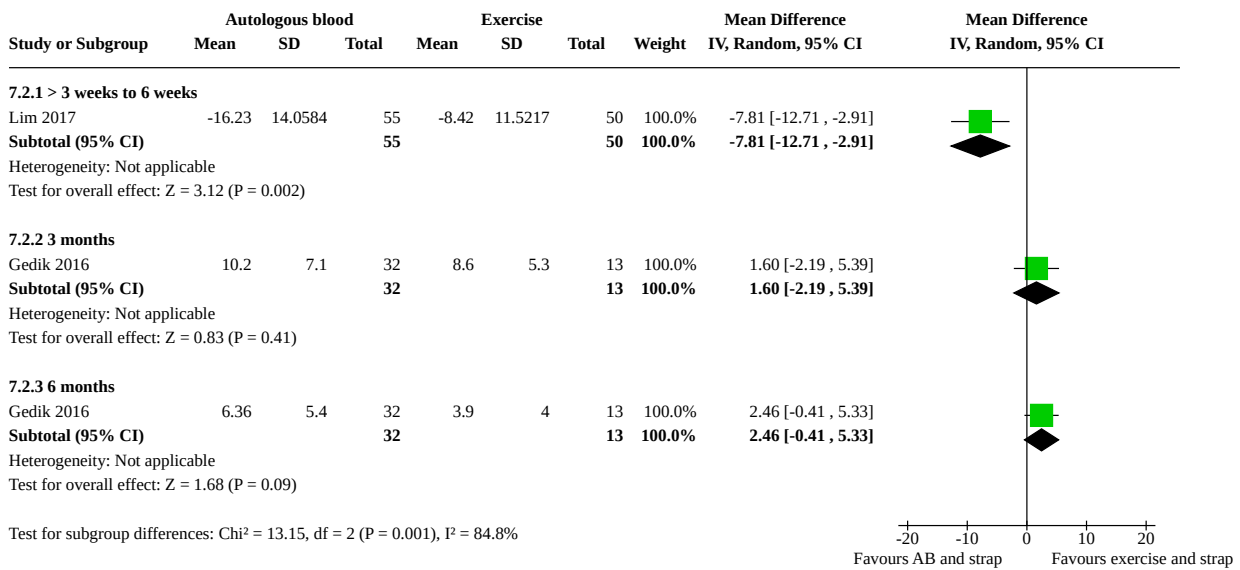 Autologous blood Exercise Mean Difference Mean Difference
Study or Subgroup Mean SD Total Mean SD Total Weight IV, Random, 95% CI IV, Random, 95% CI
7.2.1 > 3 weeks to 6 weeks
Lim 2017 -16.23 14.0584 55 -8.42 11.5217 50 100.0% -7.81 [-12.71 , -2.91]
Subtotal (95% CI) 55 50 100.0% -7.81 [-12.71 , -2.91]
Heterogeneity: Not applicable
Test for overall effect: Z = 3.12 (P = 0.002)
7.2.2 3 months
Gedik 2016 10.2 7.1 32 8.6 5.3 13 100.0% 1.60 [-2.19 , 5.39]
Subtotal (95% CI) 32 13 100.0% 1.60 [-2.19 , 5.39]
Heterogeneity: Not applicable
Test for overall effect: Z = 0.83 (P = 0.41)
7.2.3 6 months
Gedik 2016 6.36 5.4 32 3.9 4 13 100.0% 2.46 [-0.41 , 5.33]
Subtotal (95% CI) 32 13 100.0% 2.46 [-0.41 , 5.33]
Heterogeneity: Not applicable
Test for overall effect: Z = 1.68 (P = 0.09)
Test for subgroup differences: Chi² = 13.15, df = 2 (P = 0.001), I² = 84.8%
-20 -10 0 10 20
Favours AB and strap Favours exercise and strap